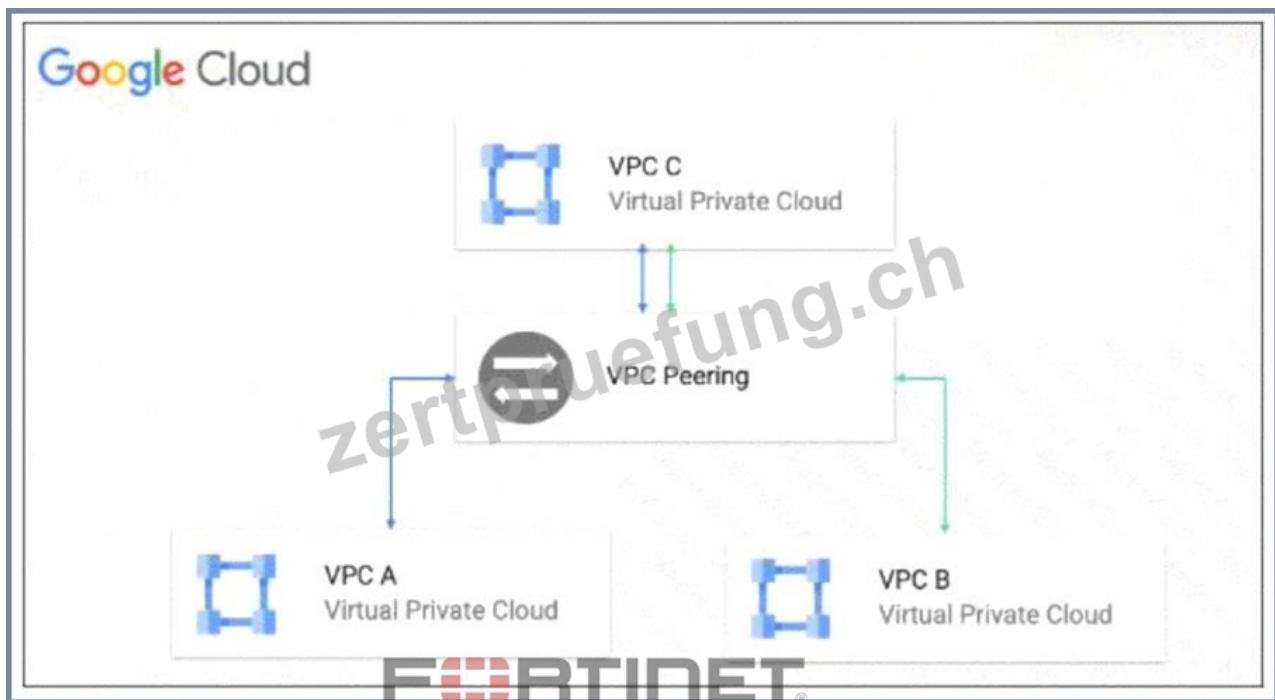 Google Cloud
VPC C
Virtual Private Cloud
zertpruefung.ch
VPC Peering
VPC A
Virtual Private Cloud
VPC B
Virtual Private Cloud
FORTINET
®